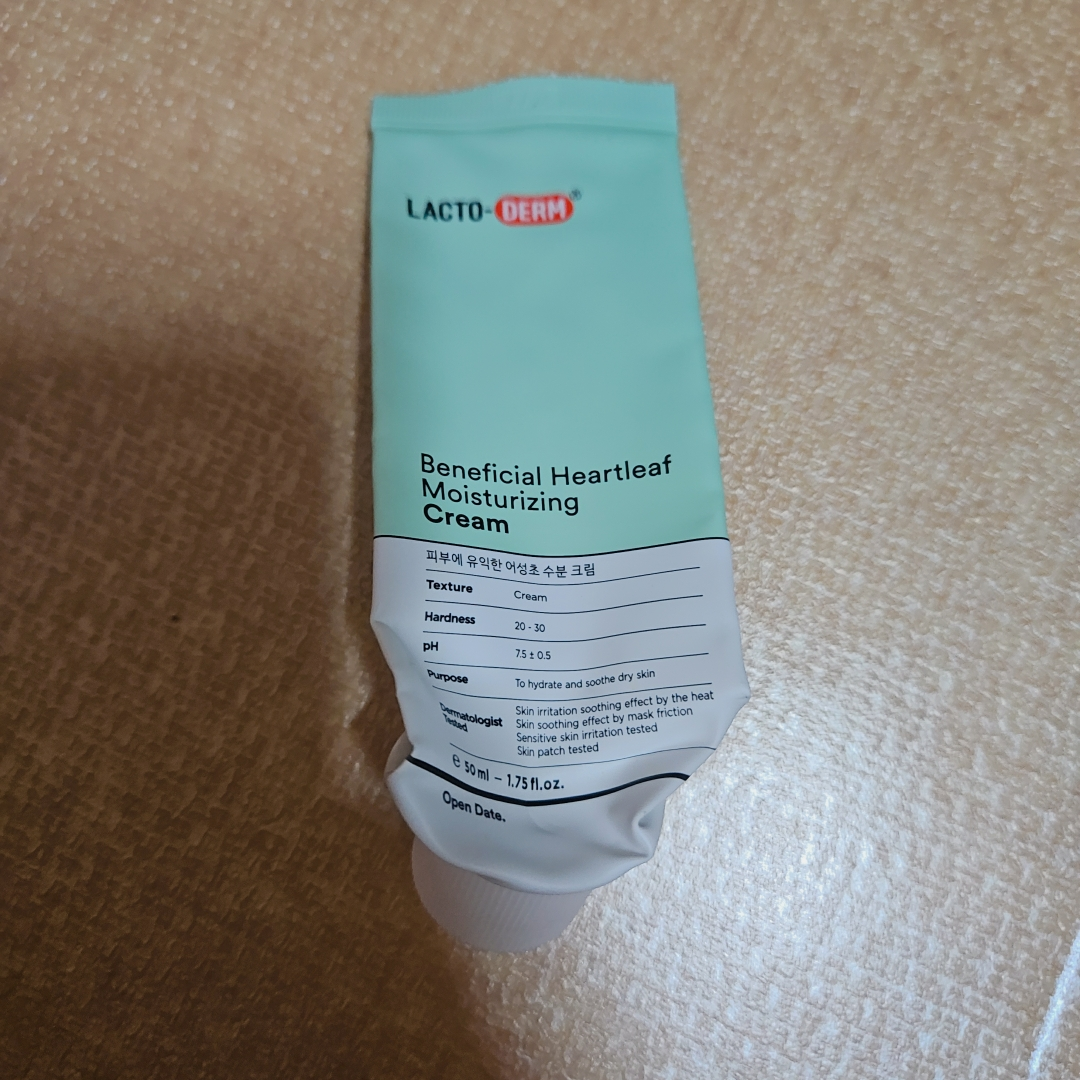 LACTO-DERM®
Beneficial Heartleaf
Moisturizing
Cream
피부에 유익한 어성초 수분 크림
Texture Cream
Hardness 20 - 30
pH 7.5 ± 0.5
Purpose To hydrate and soothe dry skin
Dermatologist Tested
Skin irritation soothing effect by the heat
Skin soothing effect by mask friction
Sensitive skin irritation tested
Skin patch tested
℮ 50 ml – 1.75 fl.oz.
Open Date.